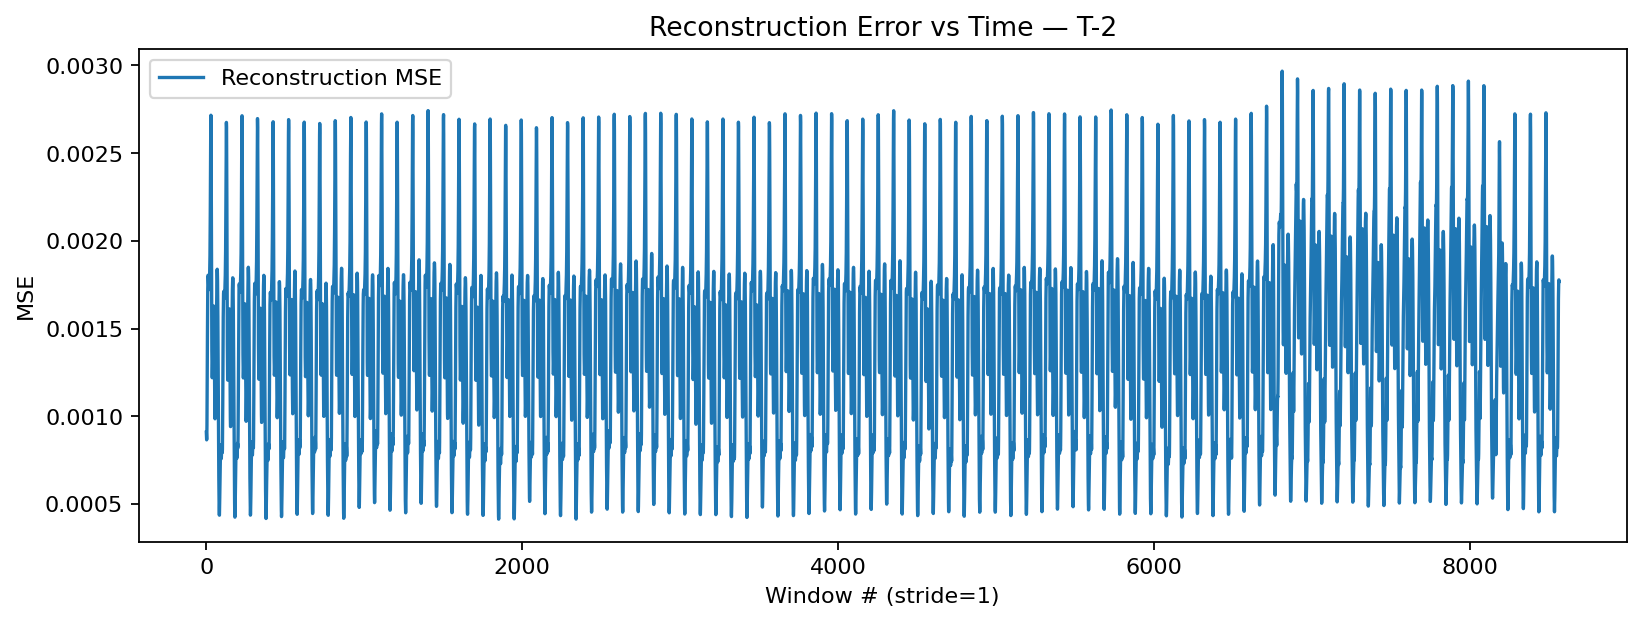 Reconstruction Error vs Time — T-2
Reconstruction MSE
0.0030
0.0025
0.0020
0.0015
0.0010
0.0005
MSE
0 2000 4000 6000 8000
Window # (stride=1)